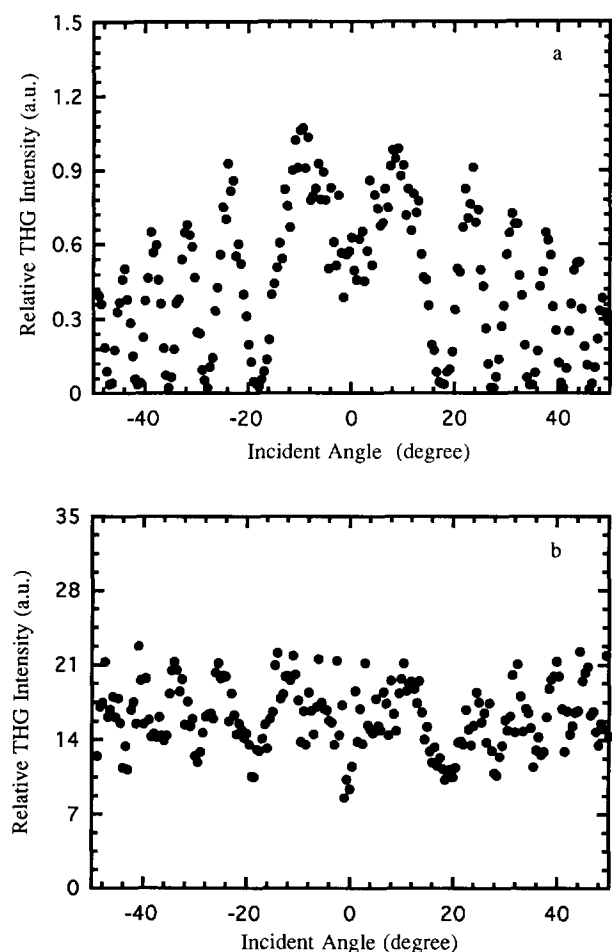 a
1.5
1.2
0.9
0.6
0.3
0
Relative THG Intensity (a.u.)
-40 -20 0 20 40
Incident Angle (degree)
b
35
28
21
14
7
0
Relative THG Intensity (a.u.)
-40 -20 0 20 40
Incident Angle (degree)